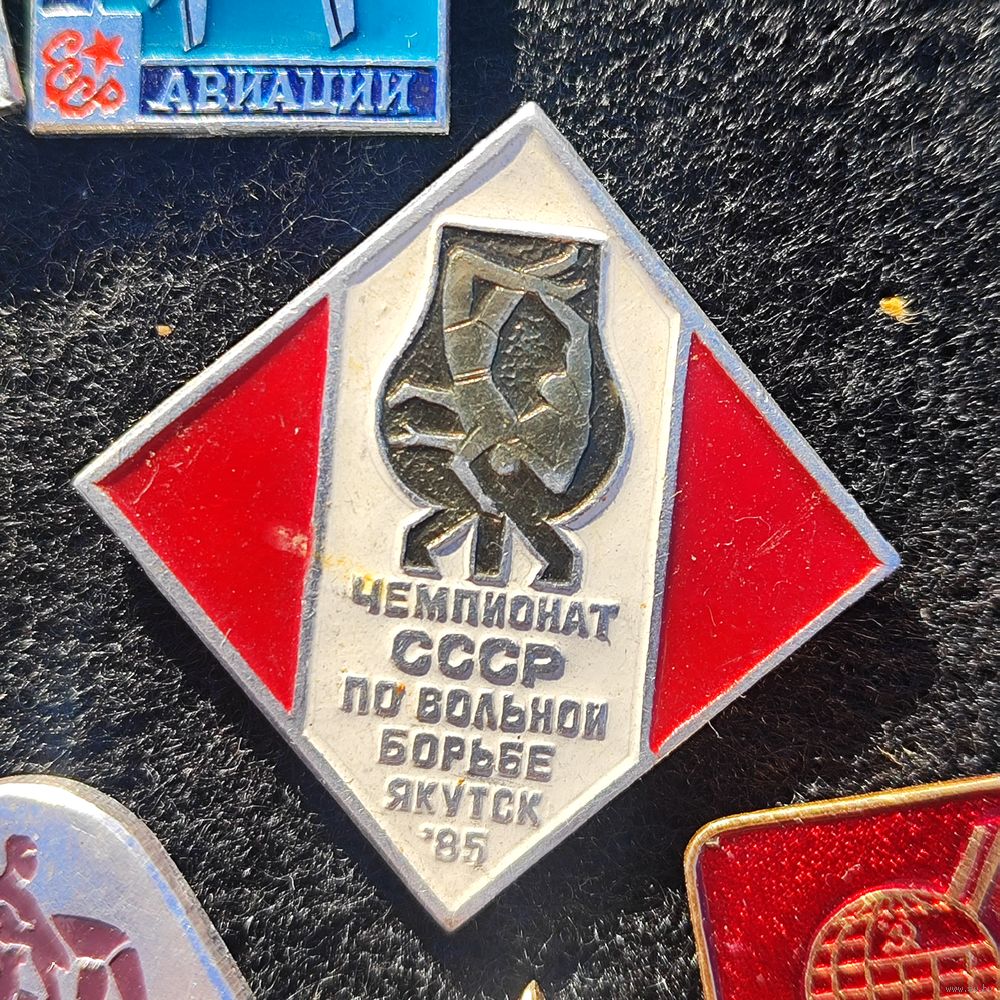 АВИАЦИИ
ЧЕМПИОНАТ
СССР
ПО ВОЛЬНОЙ
БОРЬБЕ
ЯКУТСК
'85